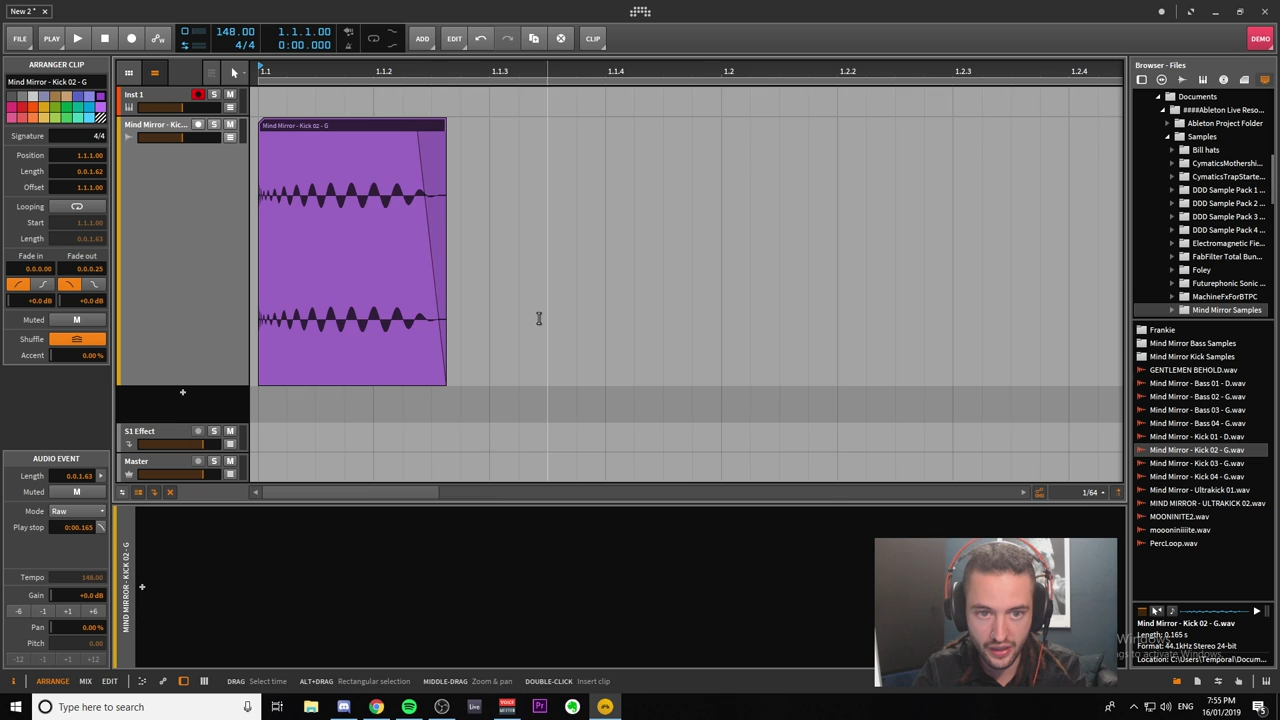 New 2 *
×
FILE
PLAY
148.00
4/4
1.1.1.00
0:00.000
ADD
EDIT
CLIP
DEMO
ARRANGER CLIP
Mind Mirror - Kick 02 - G
Signature 4/4
Position 1.1.1.00
Length 0.0.1.62
Offset 1.1.1.00
Looping
Start 1.1.1.00
Length 0.0.1.63
Fade in Fade out
0.0.0.00 0.0.0.25
+0.0 dB +0.0 dB
Muted M
Shuffle
Accent 0.00 %
AUDIO EVENT
Length 0.0.1.63
Muted M
Mode Raw
Play stop 0:00.165
Tempo 148.00
Gain +0.0 dB
-6 -1 +1 +6
Pan 0.00 %
Pitch 0.00
-12 -1 +1 +12
1.1 1.1.2 1.1.3 1.1.4 1.2 1.2.2 1.2.3 1.2.4
Inst 1 S M
Mind Mirror - Kic... S M
Mind Mirror - Kick 02 - G
S1 Effect S M
Master S M
1/64
MIND MIRROR - KICK 02 - G
Browser - Files
Documents
####Ableton Live Reso...
Ableton Project Folder
Samples
Bill hats
CymaticsMothershi...
CymaticsTrapStarte...
DDD Sample Pack 1 ...
DDD Sample Pack 2 ...
DDD Sample Pack 3 ...
DDD Sample Pack 4 ...
Electromagnetic Fie...
FabFilter Total Bun...
Foley
Futurephonic Sonic ...
MachineFxForBTPC
Mind Mirror Samples
Frankie
Mind Mirror Bass Samples
Mind Mirror Kick Samples
GENTLEMEN BEHOLD.wav
Mind Mirror - Bass 01 - D.wav
Mind Mirror - Bass 02 - G.wav
Mind Mirror - Bass 03 - G.wav
Mind Mirror - Bass 04 - G.wav
Mind Mirror - Kick 01 - D.wav
Mind Mirror - Kick 02 - G.wav
Mind Mirror - Kick 03 - G.wav
Mind Mirror - Kick 04 - G.wav
Mind Mirror - Ultrakick 01.wav
MIND MIRROR - ULTRAKICK 02.wav
MOONINITE2.wav
moooniniiiite.wav
PercLoop.wav
Mind Mirror - Kick 02 - G.wav
Length: 0.165 s
Format: 44.1kHz Stereo 24-bit
Location: C:\Users\Temporal\Docum...
ARRANGE MIX EDIT
DRAG Select time
ALT+DRAG Rectangular selection
MIDDLE-DRAG Zoom & pan
DOUBLE-CLICK Insert clip
Type here to search
Live
Pr
ENG
7:55 PM
16/01/2019